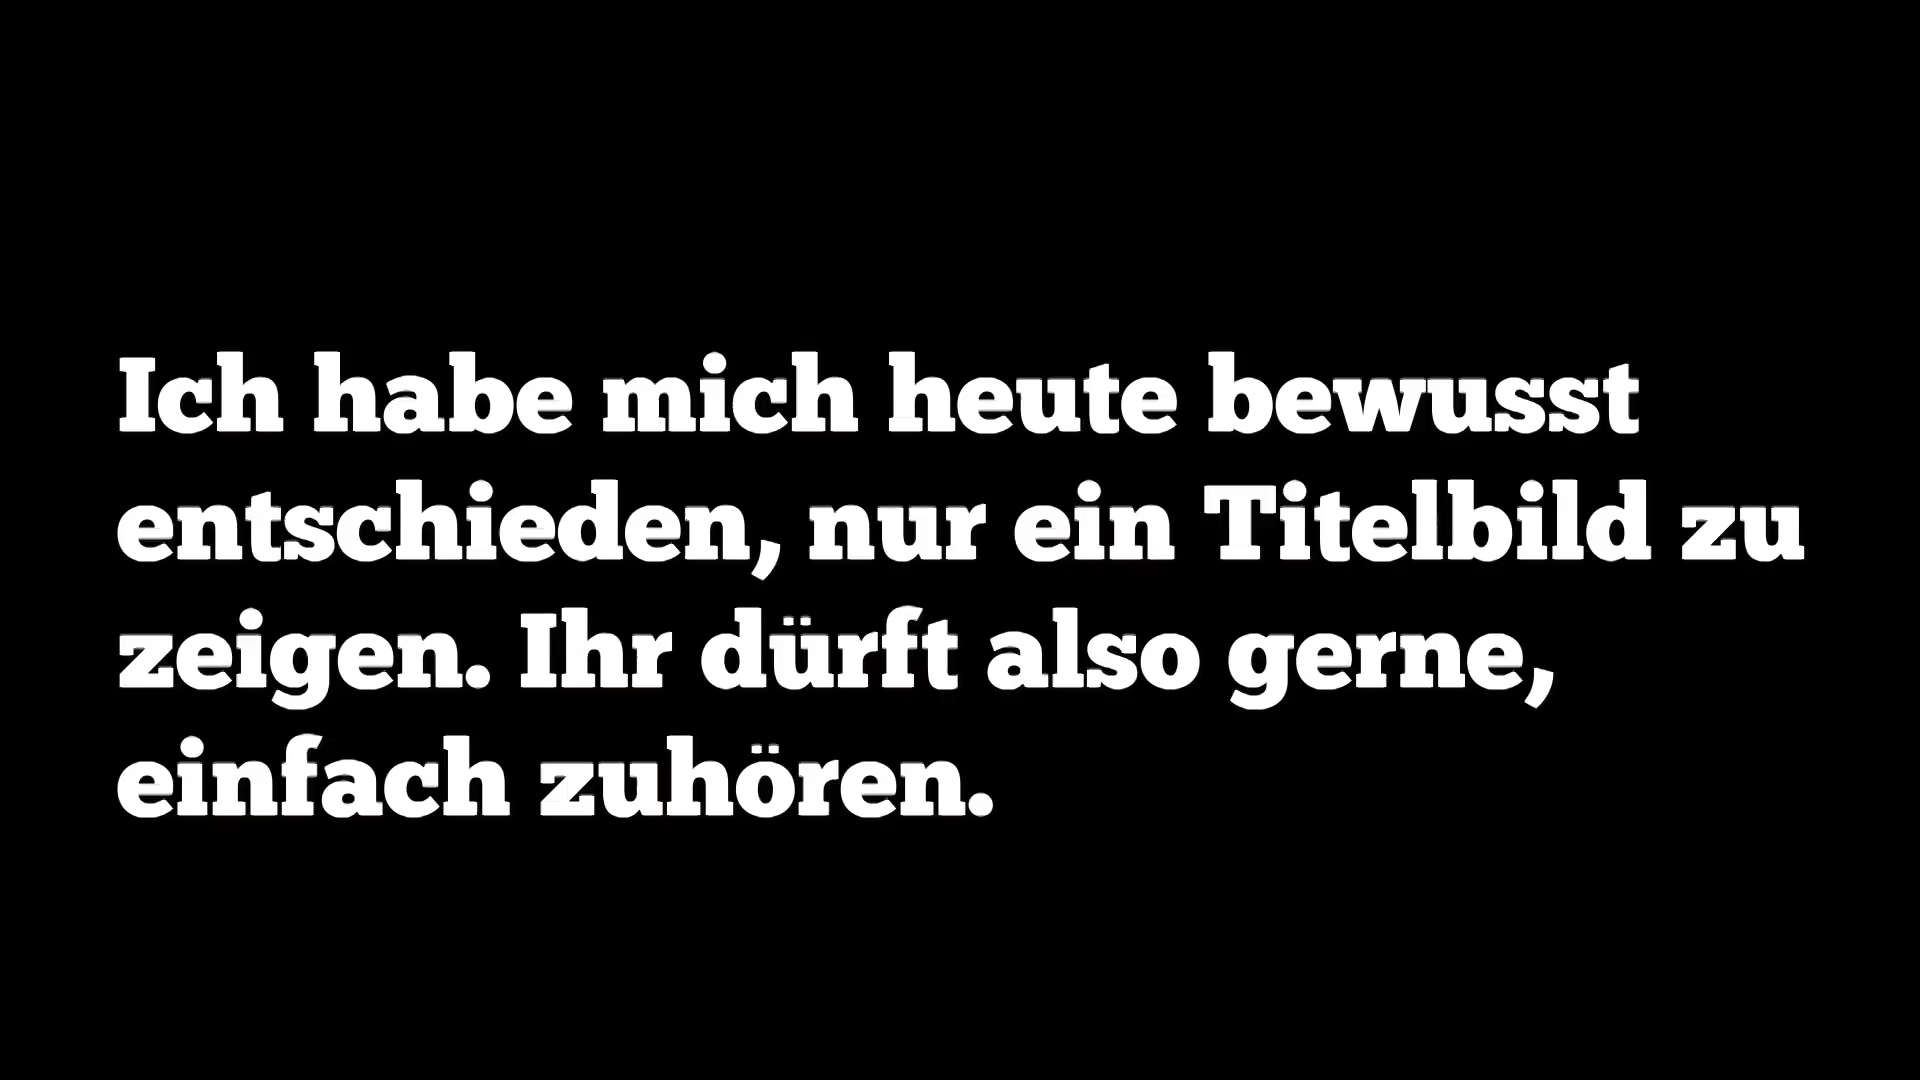 Ich habe mich heute bewusst
entschieden, nur ein Titelbild zu
zeigen. Ihr dürft also gerne,
einfach zuhören.